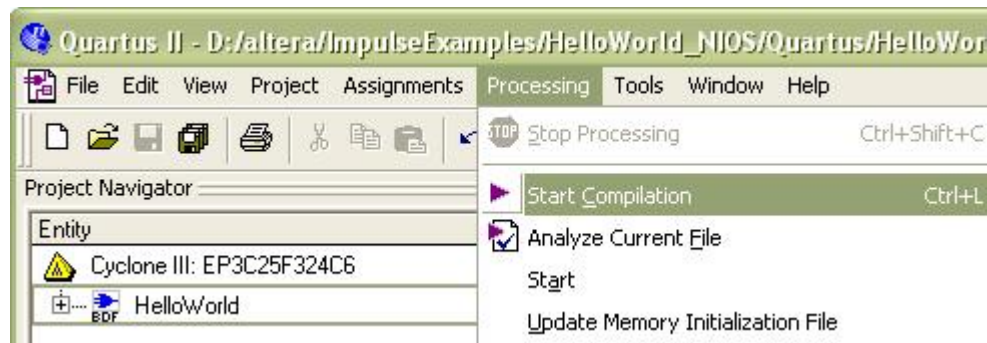 Quartus II - D:/altera/ImpulseExamples/HelloWorld_NIOS/Quartus/HelloWor
File Edit View Project Assignments Processing Tools Window Help
STOP Stop Processing Ctrl+Shift+C
Project Navigator
Start Compilation Ctrl+L
Entity
Analyze Current File
Cyclone III: EP3C25F324C6
Start
BDF HelloWorld
Update Memory Initialization File